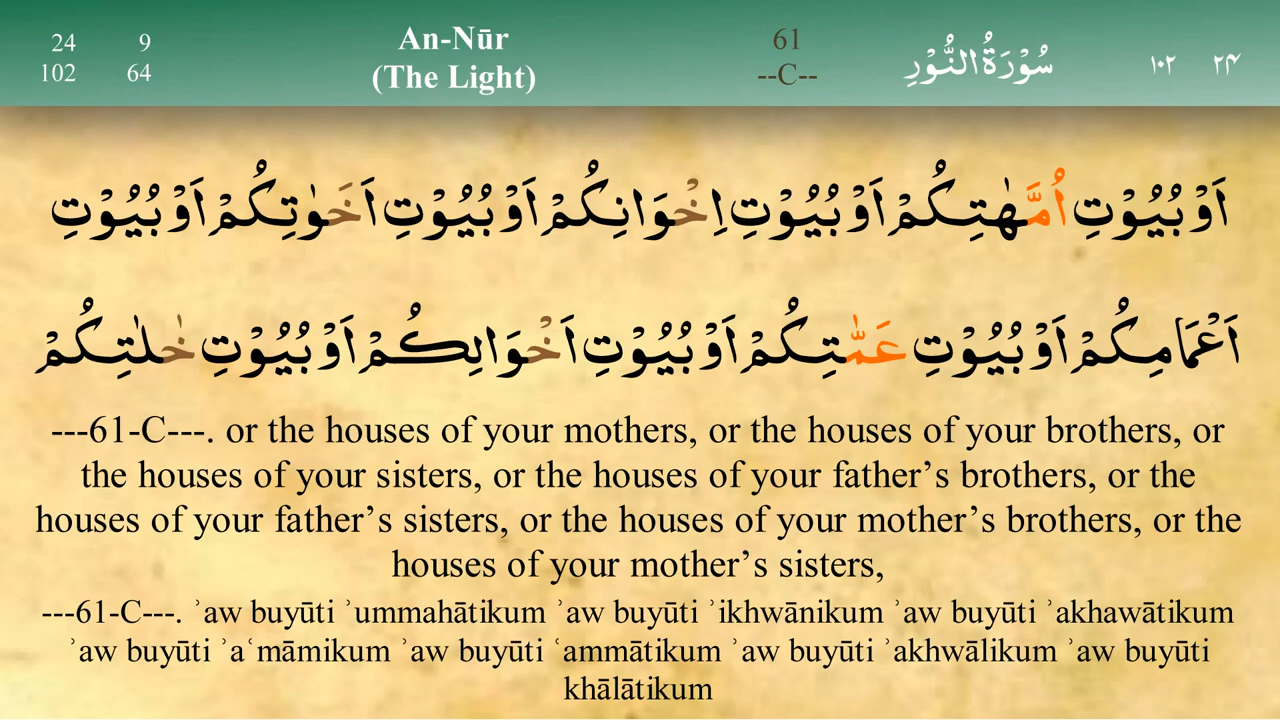 24 9 An-Nūr 61 سُوْرَةُ النُّوْرِ ۱۰۲ ۲۴
102 64 (The Light) --C--
اَوْ بُيُوْتِ اُمَّهٰتِكُمْ اَوْ بُيُوْتِ اِخْوَانِكُمْ اَوْ بُيُوْتِ اَخَوٰتِكُمْ اَوْ بُيُوْتِ
اَعْمَامِكُمْ اَوْ بُيُوْتِ عَمّٰتِكُمْ اَوْ بُيُوْتِ اَخْوَالِكُمْ اَوْ بُيُوْتِ خٰلٰتِكُمْ
---61-C---. or the houses of your mothers, or the houses of your brothers, or
the houses of your sisters, or the houses of your father’s brothers, or the
houses of your father’s sisters, or the houses of your mother’s brothers, or the
houses of your mother’s sisters,
---61-C---. ʾaw buyūti ʾummahātikum ʾaw buyūti ʾikhwānikum ʾaw buyūti ʾakhawātikum
ʾaw buyūti ʾaʿmāmikum ʾaw buyūti ʿammātikum ʾaw buyūti ʾakhwālikum ʾaw buyūti
khālātikum